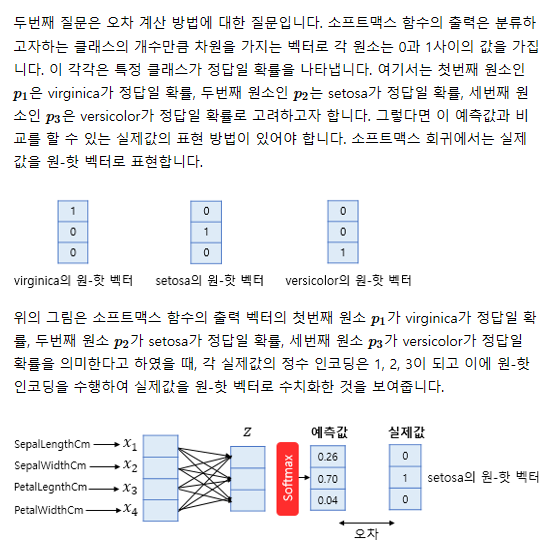 두번째 질문은 오차 계산 방법에 대한 질문입니다. 소프트맥스 함수의 출력은 분류하
고자하는 클래스의 개수만큼 차원을 가지는 벡터로 각 원소는 0과 1사이의 값을 가집
니다. 이 각각은 특정 클래스가 정답일 확률을 나타냅니다. 여기서는 첫번째 원소인
p₁은 virginica가 정답일 확률, 두번째 원소인 p₂는 setosa가 정답일 확률, 세번째 원
소인 p₃은 versicolor가 정답일 확률로 고려하고자 합니다. 그렇다면 이 예측값과 비
교를 할 수 있는 실제값의 표현 방법이 있어야 합니다. 소프트맥스 회귀에서는 실제
값을 원-핫 벡터로 표현합니다.
1 0 0
0 1 0
0 0 1
virginica의 원-핫 벡터 setosa의 원-핫 벡터 versicolor의 원-핫 벡터
위의 그림은 소프트맥스 함수의 출력 벡터의 첫번째 원소 p₁가 virginica가 정답일 확
률, 두번째 원소 p₂가 setosa가 정답일 확률, 세번째 원소 p₃가 versicolor가 정답일
확률을 의미한다고 하였을 때, 각 실제값의 정수 인코딩은 1, 2, 3이 되고 이에 원-핫
인코딩을 수행하여 실제값을 원-핫 벡터로 수치화한 것을 보여줍니다.
z 예측값 실제값
SepalLengthCm x₁
SepalWidthCm x₂
PetalLegnthCm x₃
PetalWidthCm x₄
Softmax
0.26 0
0.70 1 setosa의 원-핫 벡터
0.04 0
오차